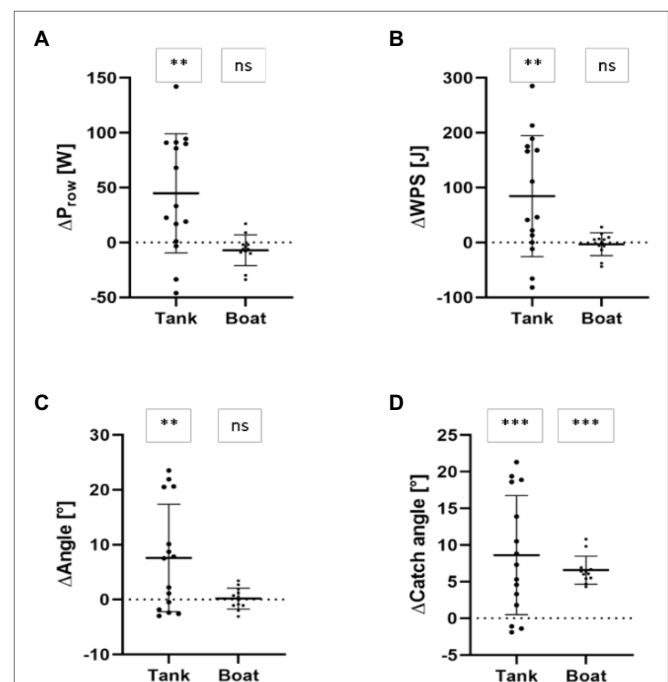 A
B
** ns
** ns
150
100
50
0
-50
ΔP_row [W]
Tank Boat
300
200
100
0
-100
ΔWPS [J]
Tank Boat
C
D
** ns
*** ***
30
20
10
0
-10
ΔAngle [°]
Tank Boat
25
20
15
10
5
0
-5
ΔCatch angle [°]
Tank Boat